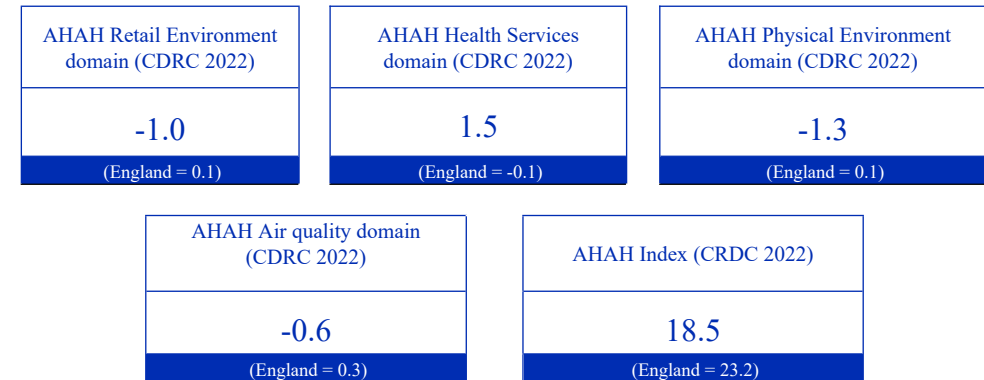 AHAH Retail Environment
domain (CDRC 2022)
-1.0
(England = 0.1)
AHAH Health Services
domain (CDRC 2022)
1.5
(England = -0.1)
AHAH Physical Environment
domain (CDRC 2022)
-1.3
(England = 0.1)
AHAH Air quality domain
(CDRC 2022)
-0.6
(England = 0.3)
AHAH Index (CRDC 2022)
18.5
(England = 23.2)